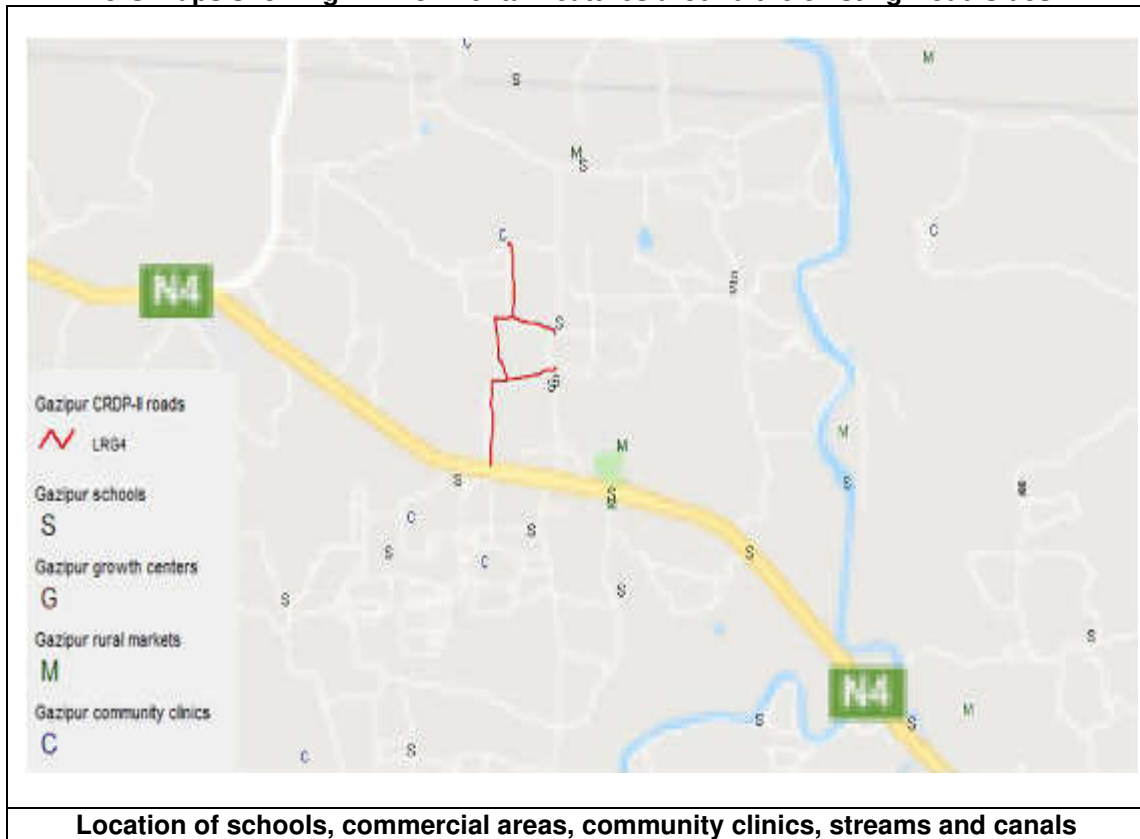 C
M
S
M
S
C
C
N4
S
S
Gazipur CRDP-II roads
LRG4
M
M
Gazipur schools
S
S
S
S
C
S
S
S
C
Gazipur growth centers
G
S
S
S
Gazipur rural markets
M
N4
M
S
S
Gazipur community clinics
C
S
C
Location of schools, commercial areas, community clinics, streams and canals